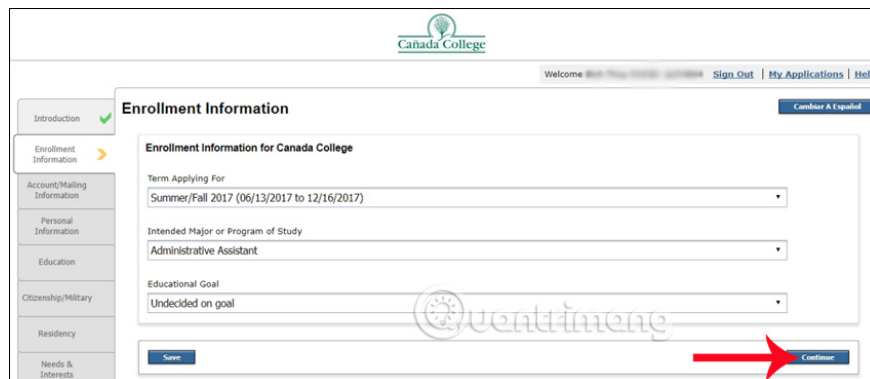 Cañada College
Welcome
Sign Out | My Applications | Hel
Introduction
Enrollment Information
Cambiar A Español
Enrollment
Information
Enrollment Information for Canada College
Term Applying For
Summer/Fall 2017 (06/13/2017 to 12/16/2017)
Account/Mailing
Information
Personal
Information
Intended Major or Program of Study
Administrative Assistant
Education
Educational Goal
Undecided on goal
Citizenship/Military
Quantrimang
Residency
Save
Continue
Needs &
Interests